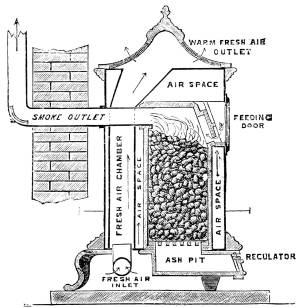 WARM FRESH AIR
OUTLET
AIR SPACE
SMOKE OUTLET
FEEDING
DOOR
FRESH AIR CHAMBER
AIR SPACE
AIR SPACE
ASH PIT
REGULATOR
FRESH AIR
INLET